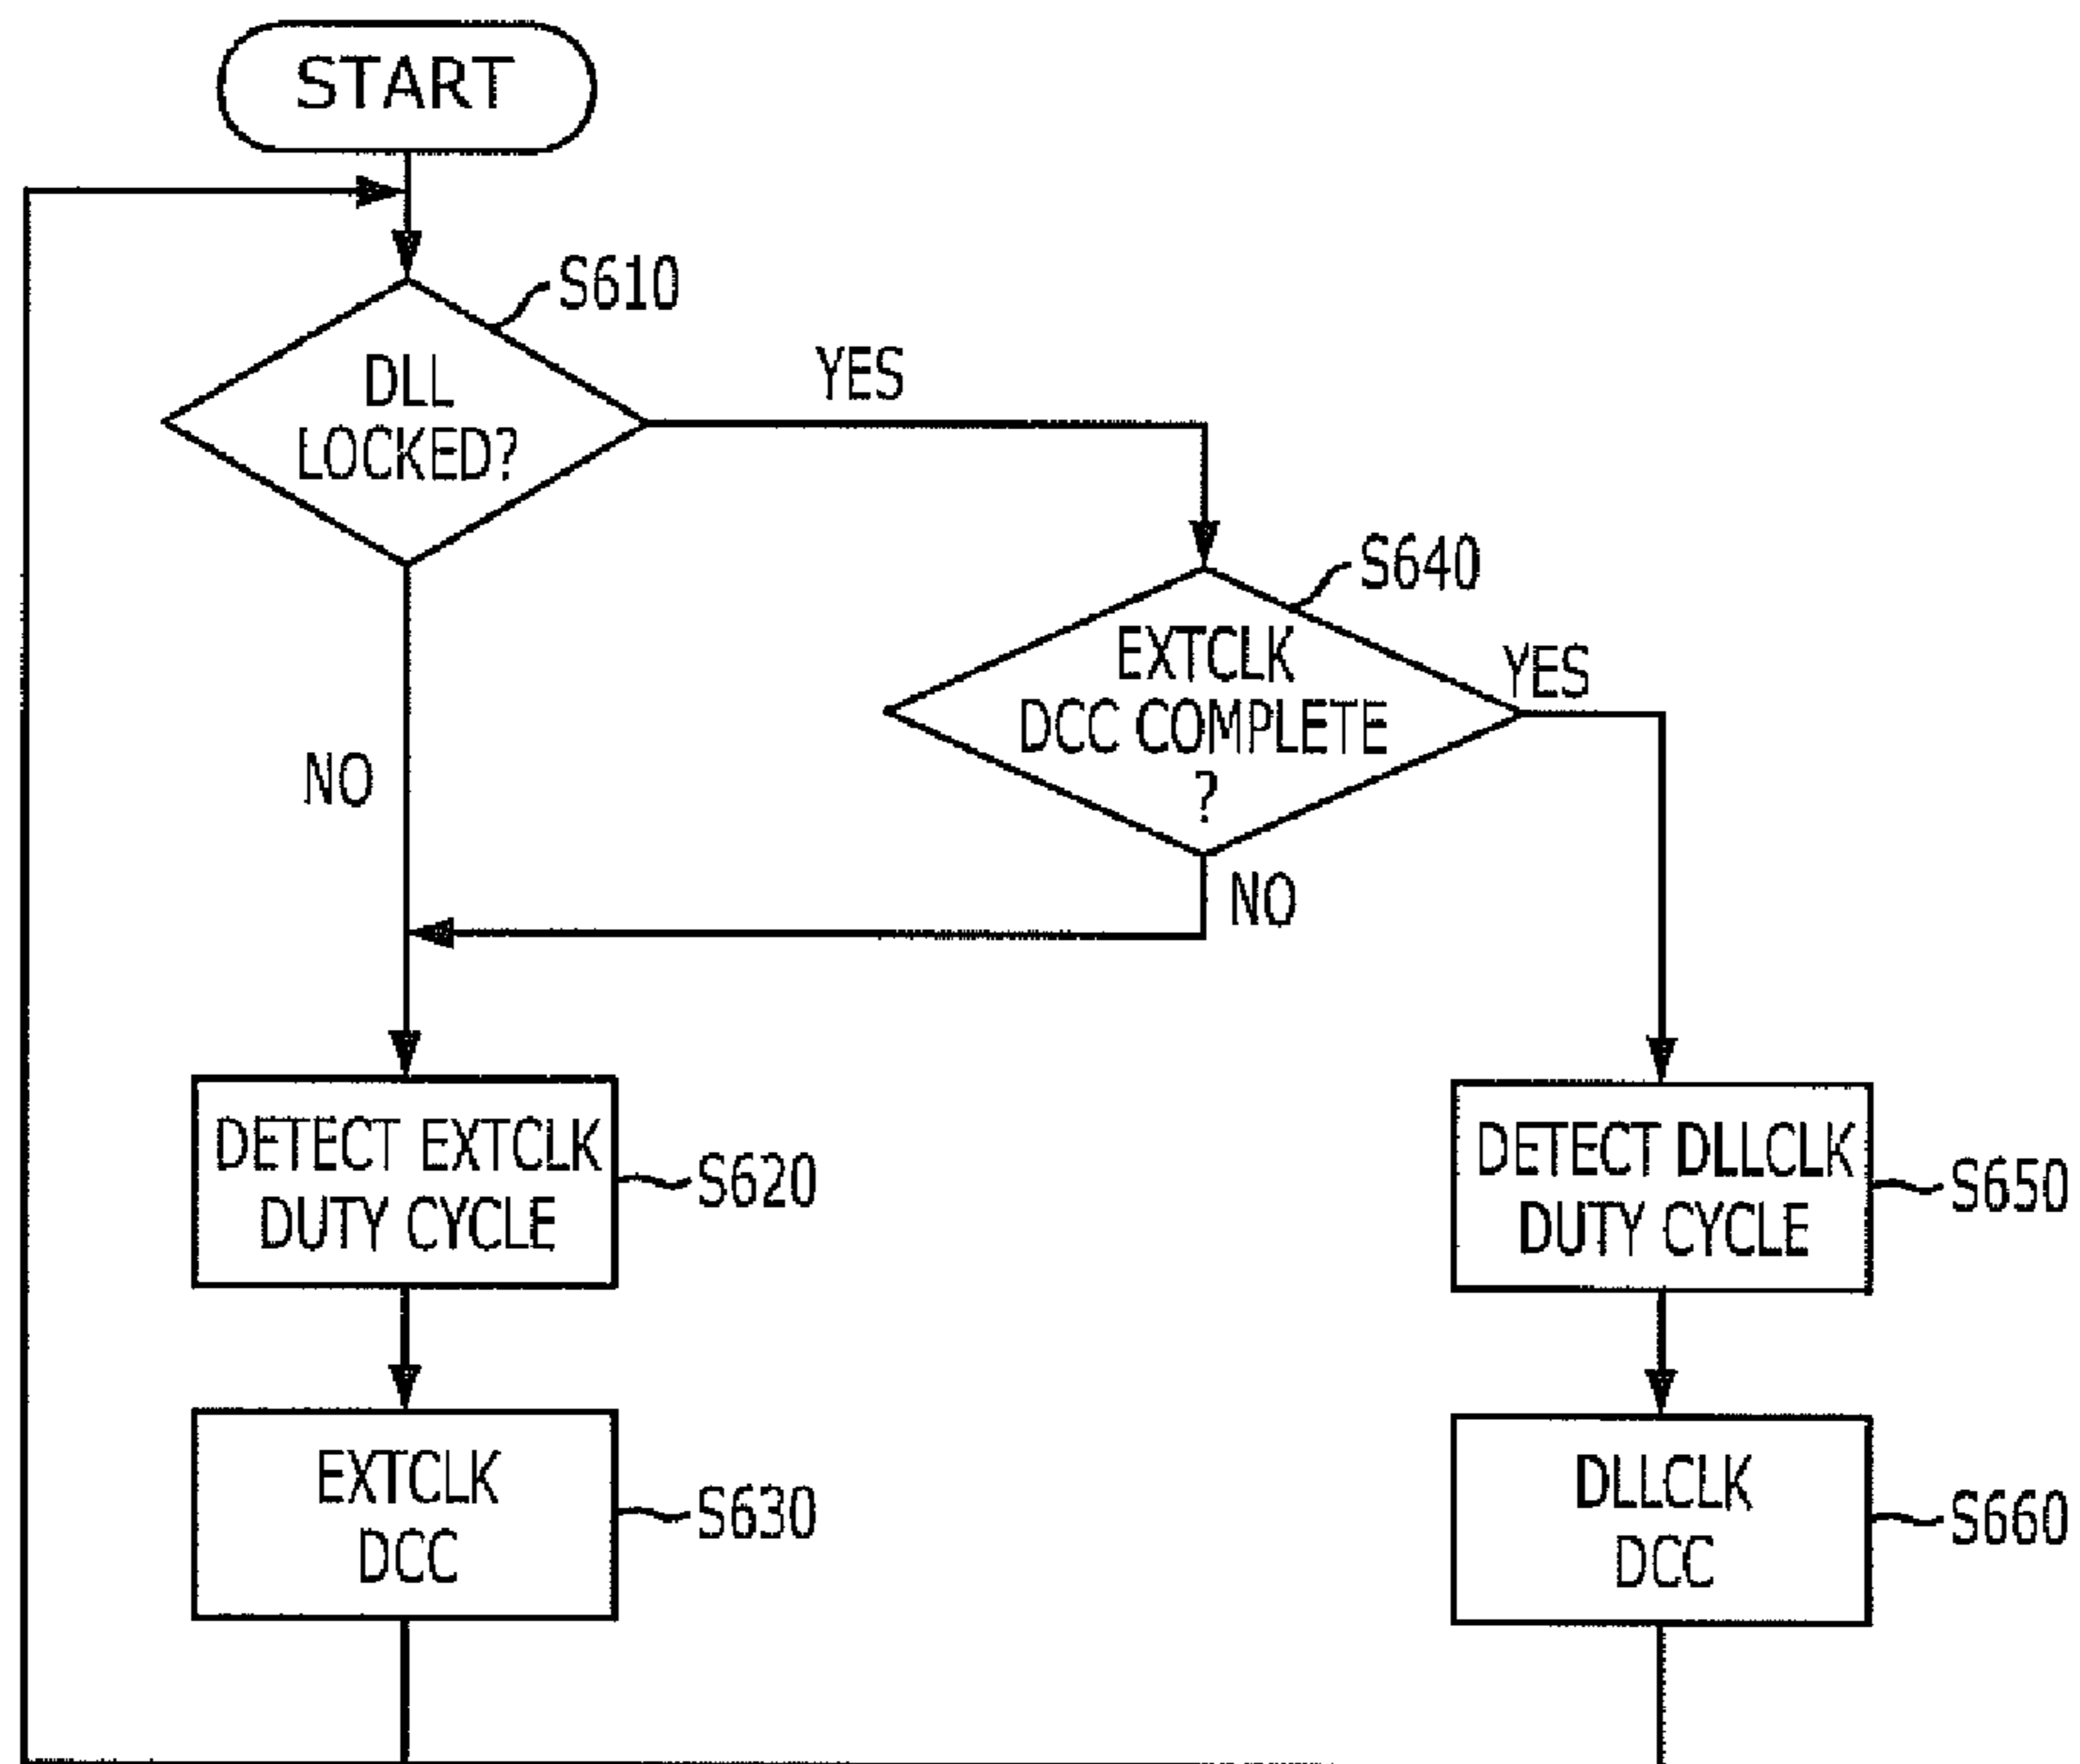 START
S610
DLL
LOCKED?
YES
S640
EXTCLK
DCC COMPLETE
?
YES
NO
NO
DETECT EXTCLK
DUTY CYCLE
S620
DETECT DLLCLK
DUTY CYCLE
S650
EXTCLK
DCC
S630
DLLCLK
DCC
S660